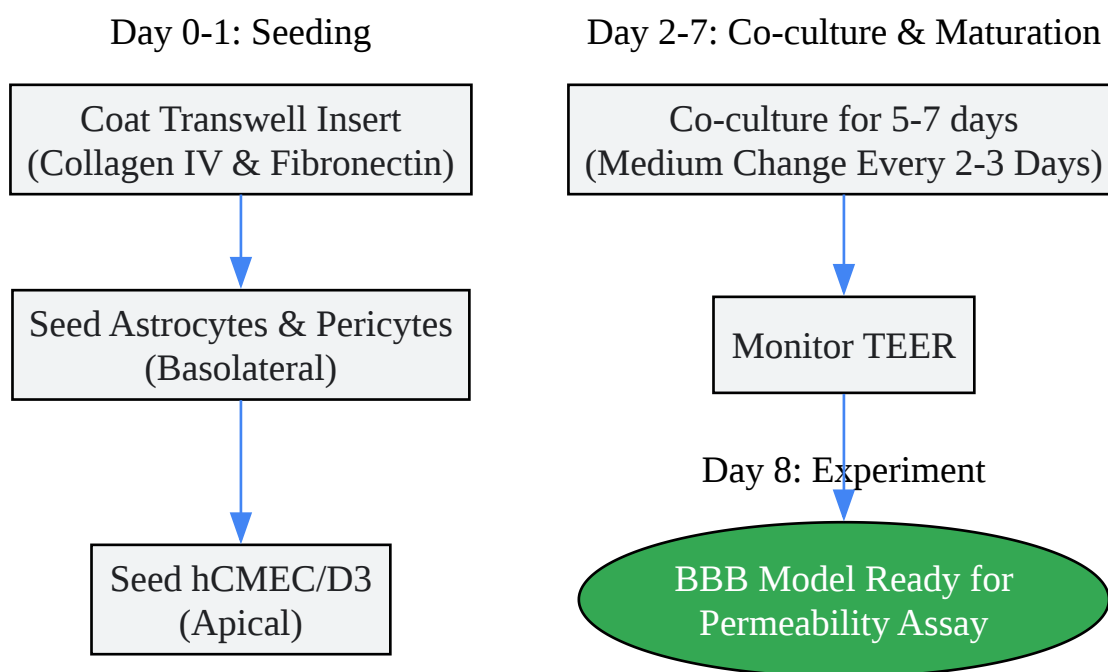 Day 0-1: Seeding
Coat Transwell Insert
(Collagen IV & Fibronectin)
Seed Astrocytes & Pericytes
(Basolateral)
Seed hCMEC/D3
(Apical)
Day 2-7: Co-culture & Maturation
Co-culture for 5-7 days
(Medium Change Every 2-3 Days)
Monitor TEER
Day 8: Experiment
BBB Model Ready for
Permeability Assay